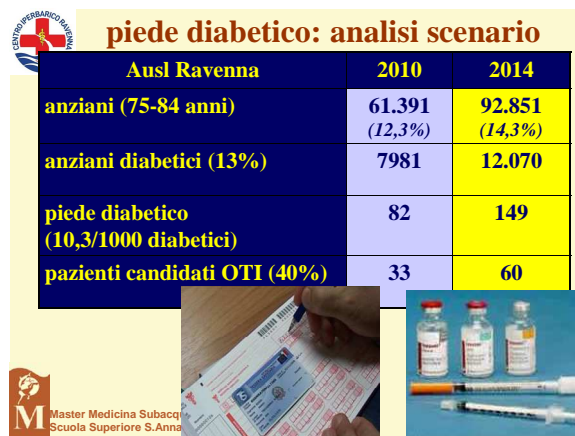 CENTRO IPERBARICO RAVENNA
piede diabetico: analisi scenario
Ausl Ravenna 2010 2014
anziani (75-84 anni) 61.391 92.851
(12,3%) (14,3%)
anziani diabetici (13%) 7981 12.070
piede diabetico 82 149
(10,3/1000 diabetici)
pazienti candidati OTI (40%) 33 60
M
Master Medicina
Scuola Superiore S.Anna